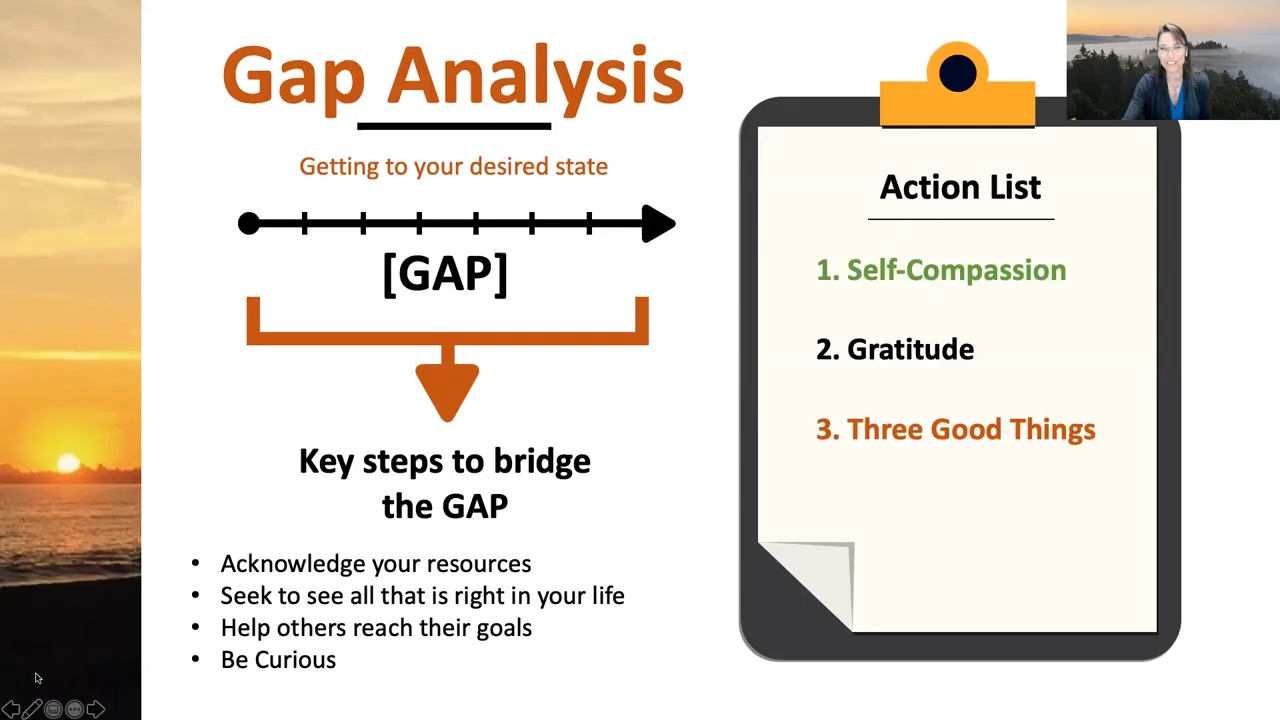 Gap Analysis
Getting to your desired state
[GAP]
Key steps to bridge
the GAP
• Acknowledge your resources
• Seek to see all that is right in your life
• Help others reach their goals
• Be Curious
Action List
1. Self-Compassion
2. Gratitude
3. Three Good Things